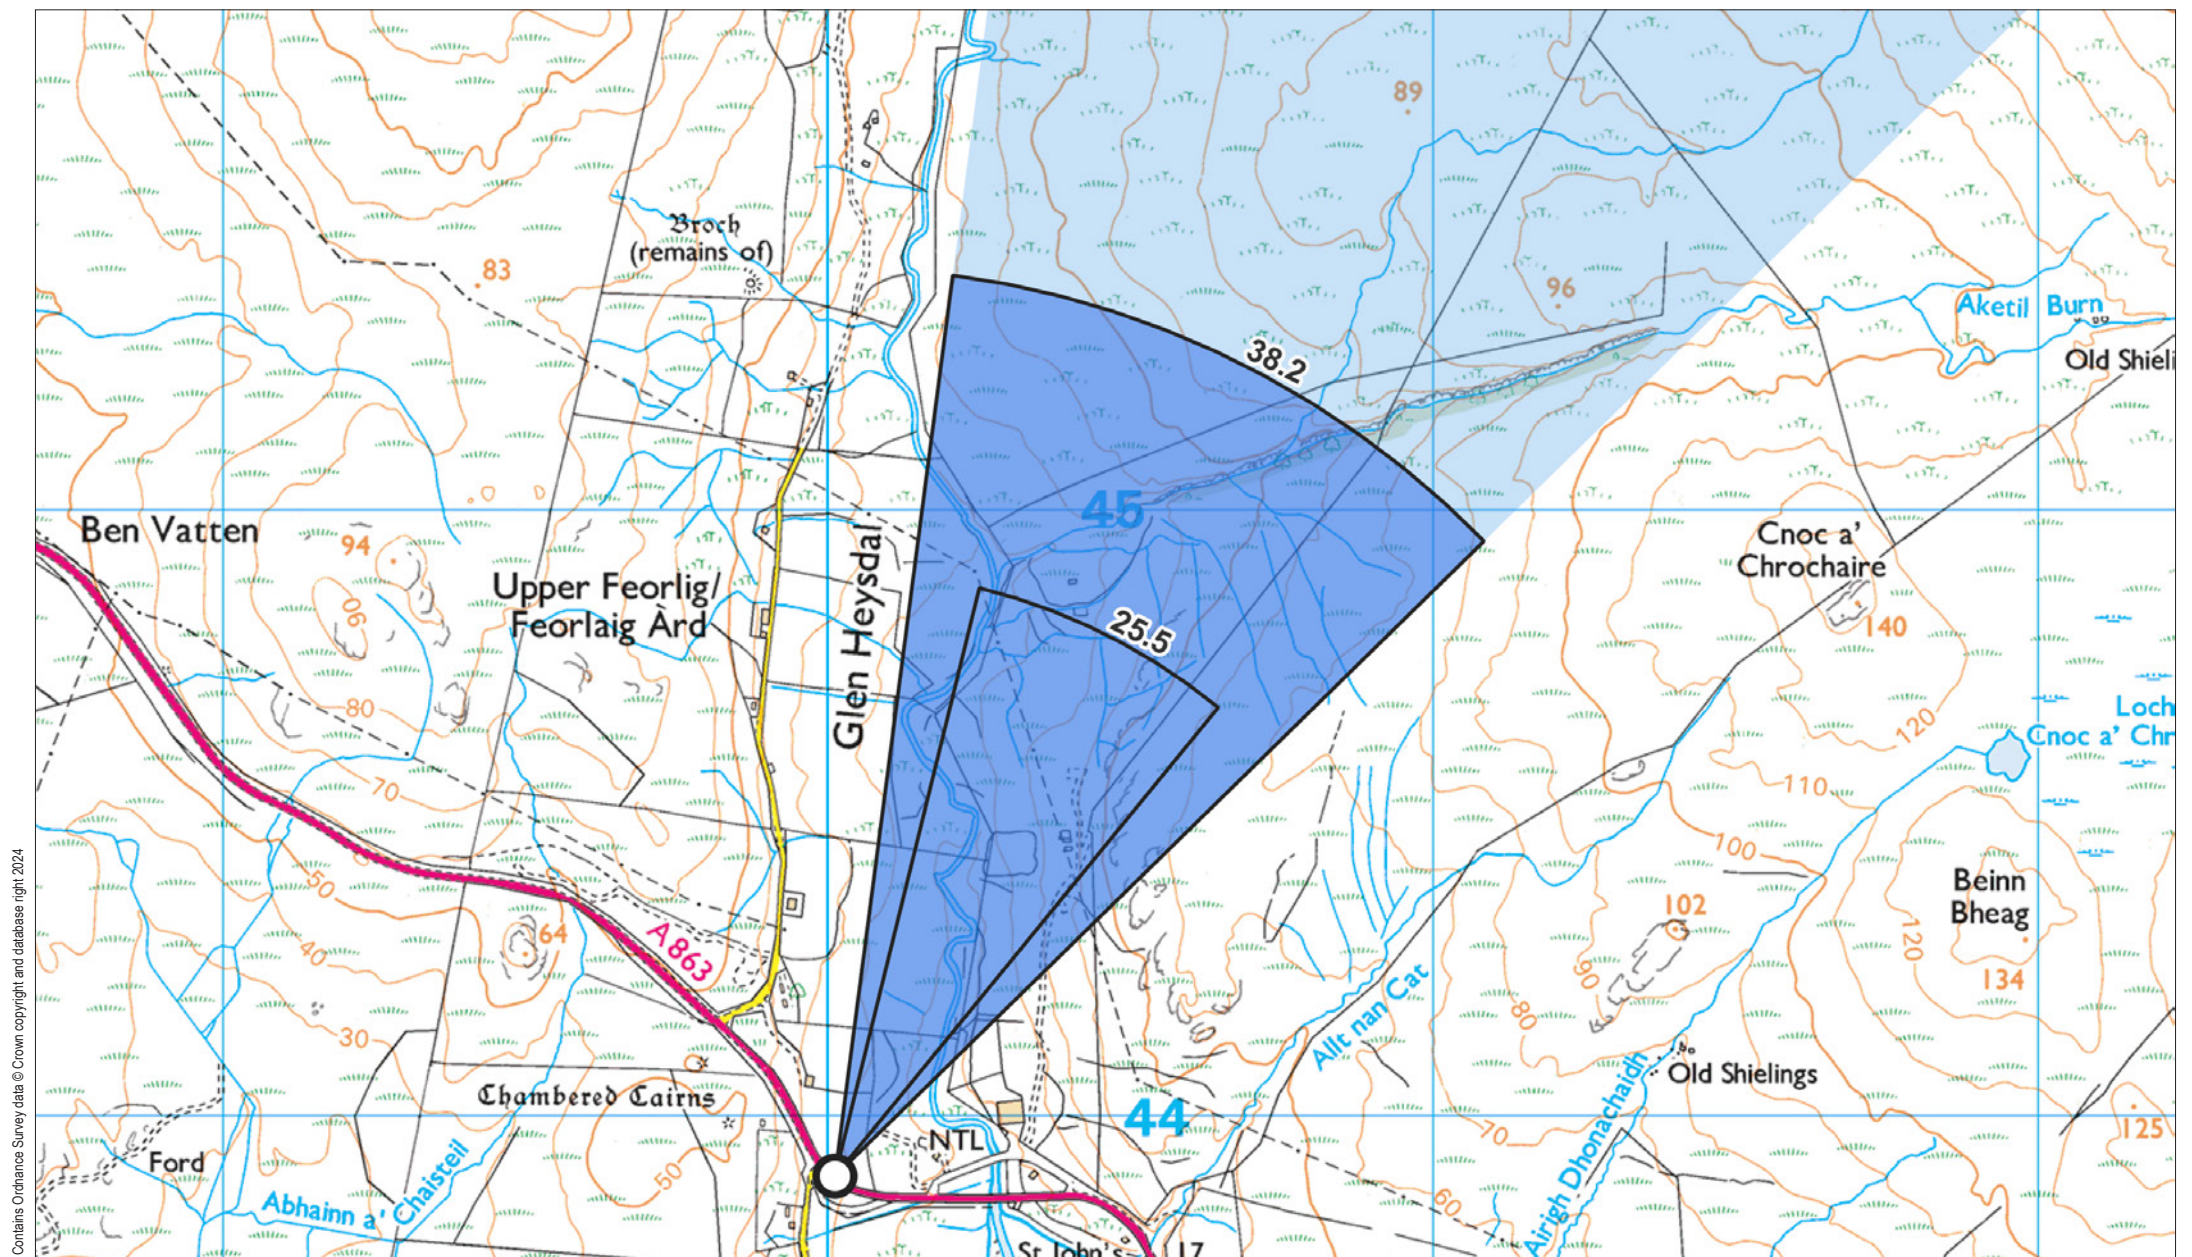 89
Broch
(remains of)
83
96
Aketil Burn
Old Shieli
38.2
45
Ben Vatten
94
90
Upper Feorlig/
Feorlaig Àrd
Glen Heysdal
Cnoc a'
Chrochaire
140
25.5
80
120
Loch
Cnoc a' Chr
70
110
100
50
A863
64
40
30
102
90
80
Beinn
Bheag
120
134
Allt nan Cat
Old Shielings
Chambered Cairns
44
70
125
NTL
Ford
50
Abhainn a' Chaisteil
60
Airigh Dhonachaidh
St John's
17
Contains Ordnance Survey data © Crown copyright and database right 2024